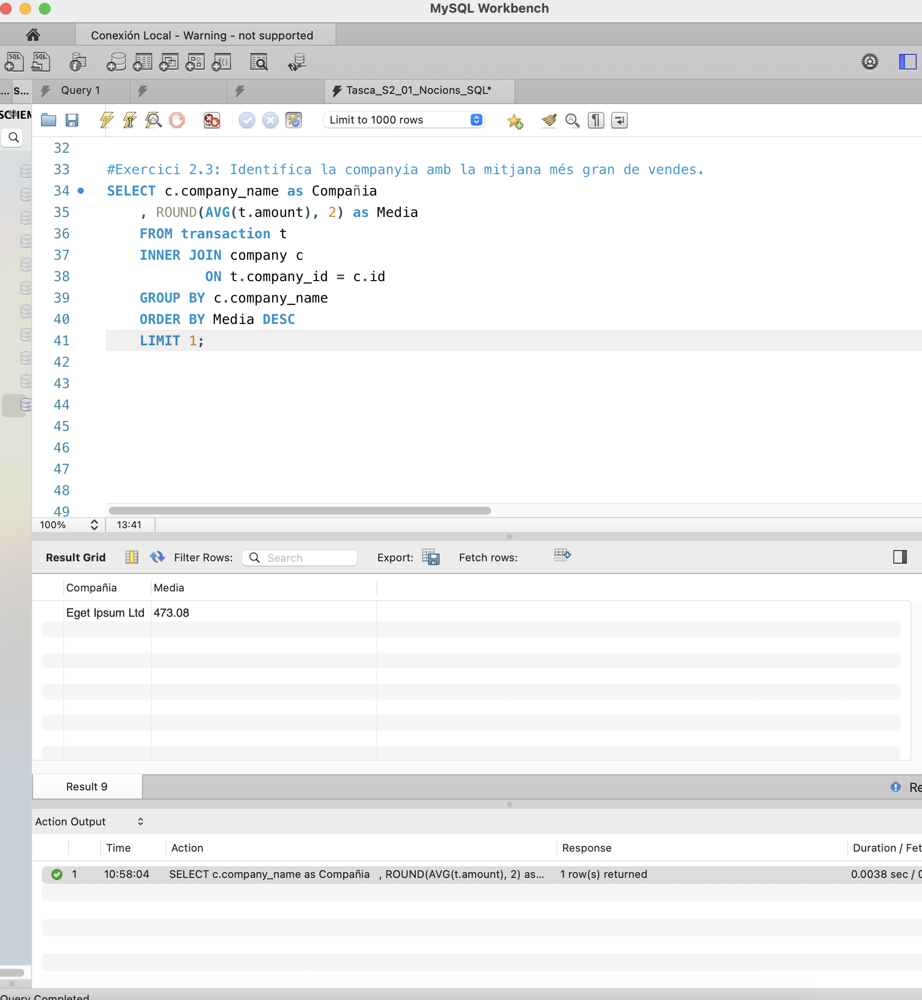 MySQL Workbench
Conexión Local - Warning - not supported
S...
Query 1
Tasca_S2_01_Nocions_SQL*
SCHEM
Limit to 1000 rows
32
33 #Exercici 2.3: Identifica la companyia amb la mitjana més gran de vendes.
34 SELECT c.company_name as Compañia
35 , ROUND(AVG(t.amount), 2) as Media
36 FROM transaction t
37 INNER JOIN company c
38 ON t.company_id = c.id
39 GROUP BY c.company_name
40 ORDER BY Media DESC
41 LIMIT 1;
42
43
44
45
46
47
48
49
100% 13:41
Result Grid Filter Rows: Search Export: Fetch rows:
Compañia Media
Eget Ipsum Ltd 473.08
Result 9 Re
Action Output
Time Action Response Duration / Fet
1 10:58:04 SELECT c.company_name as Compañia , ROUND(AVG(t.amount), 2) as... 1 row(s) returned 0.0038 sec / 0
Query Completed